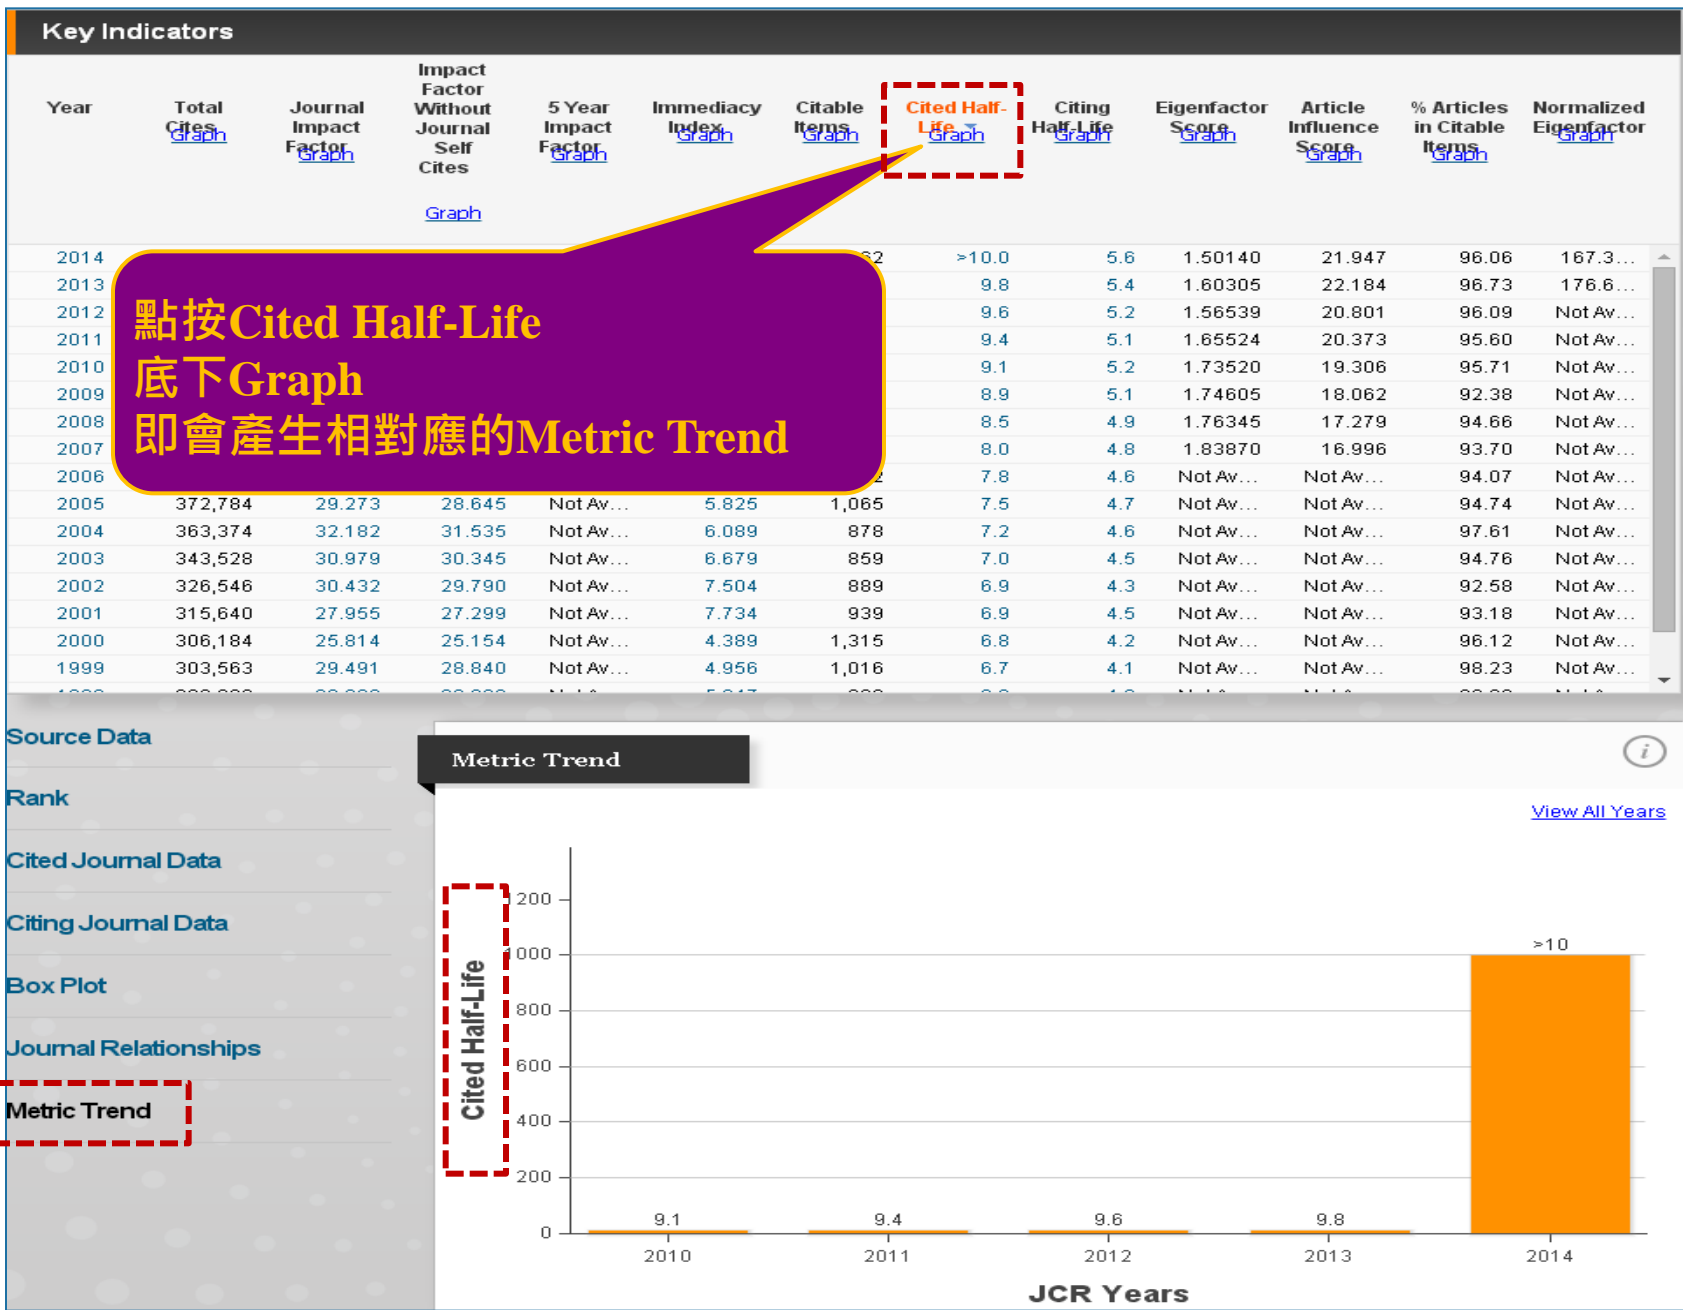 Key Indicators
Year Total Cites Graph Journal Impact Factor Graph Impact Factor Without Journal Self Cites Graph 5 Year Impact Factor Graph Immediacy Index Graph Citable Items Graph Cited Half-Life Graph Citing Half-Life Graph Eigenfactor Score Graph Article Influence Score Graph % Articles in Citable Items Graph Normalized Eigenfactor Graph
2014 >10.0 5.6 1.50140 21.947 96.06 167.3...
2013 9.8 5.4 1.60305 22.184 96.73 176.6...
2012 9.6 5.2 1.56539 20.801 96.09 Not Av...
2011 9.4 5.1 1.65524 20.373 95.60 Not Av...
2010 9.1 5.2 1.73520 19.306 95.71 Not Av...
2009 8.9 5.1 1.74605 18.062 92.38 Not Av...
2008 8.5 4.9 1.76345 17.279 94.66 Not Av...
2007 8.0 4.8 1.83870 16.996 93.70 Not Av...
2006 7.8 4.6 Not Av... Not Av... 94.07 Not Av...
2005 372,784 29.273 28.645 Not Av... 5.825 1,065 7.5 4.7 Not Av... Not Av... 94.74 Not Av...
2004 363,374 32.182 31.535 Not Av... 6.089 878 7.2 4.6 Not Av... Not Av... 97.61 Not Av...
2003 343,528 30.979 30.345 Not Av... 6.679 859 7.0 4.5 Not Av... Not Av... 94.76 Not Av...
2002 326,546 30.432 29.790 Not Av... 7.504 889 6.9 4.3 Not Av... Not Av... 92.58 Not Av...
2001 315,640 27.955 27.299 Not Av... 7.734 939 6.9 4.5 Not Av... Not Av... 93.18 Not Av...
2000 306,184 25.814 25.154 Not Av... 4.389 1,315 6.8 4.2 Not Av... Not Av... 96.12 Not Av...
1999 303,563 29.491 28.840 Not Av... 4.956 1,016 6.7 4.1 Not Av... Not Av... 98.23 Not Av...
點按Cited Half-Life
底下Graph
即會產生相對應的Metric Trend
Source Data
Rank
Cited Journal Data
Citing Journal Data
Box Plot
Journal Relationships
Metric Trend
Metric Trend
i
View All Years
Cited Half-Life
1200
1000
800
600
400
200
0
9.1 9.4 9.6 9.8 >10
2010 2011 2012 2013 2014
JCR Years